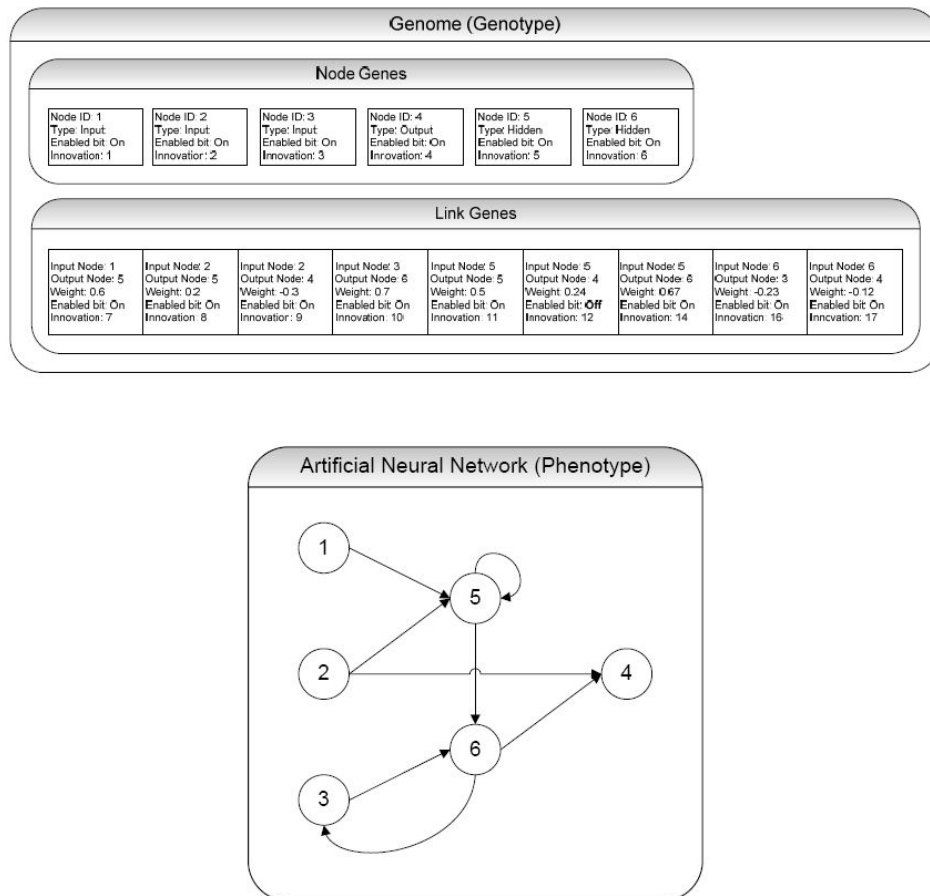 Genome (Genotype)
Node Genes
Node ID: 1
Type: Input
Enabled bit: On
Innovation: 1
Node ID: 2
Type: Input
Enabled bit: On
Innovation: 2
Node ID: 3
Type: Input
Enabled bit: On
Innovation: 3
Node ID: 4
Type: Output
Enabled bit: On
Innovation: 4
Node ID: 5
Type: Hidden
Enabled bit: On
Innovation: 5
Node ID: 6
Type: Hidden
Enabled bit: On
Innovation: 6
Link Genes
Input Node: 1
Output Node: 5
Weight: 0.6
Enabled bit: On
Innovation: 7
Input Node: 2
Output Node: 5
Weight: 0.2
Enabled bit: On
Innovation: 8
Input Node: 2
Output Node: 4
Weight: -0.3
Enabled bit: On
Innovation: 9
Input Node: 3
Output Node: 6
Weight: 0.7
Enabled bit: On
Innovation: 10
Input Node: 5
Output Node: 5
Weight: 0.5
Enabled bit: On
Innovation: 11
Input Node: 5
Output Node: 4
Weight: 0.24
Enabled bit: Off
Innovation: 12
Input Node: 5
Output Node: 6
Weight: 0.67
Enabled bit: On
Innovation: 14
Input Node: 6
Output Node: 3
Weight: -0.23
Enabled bit: On
Innovation: 16
Input Node: 6
Output Node: 4
Weight: -0.12
Enabled bit: On
Innovation: 17
Artificial Neural Network (Phenotype)
1
5
2
4
6
3